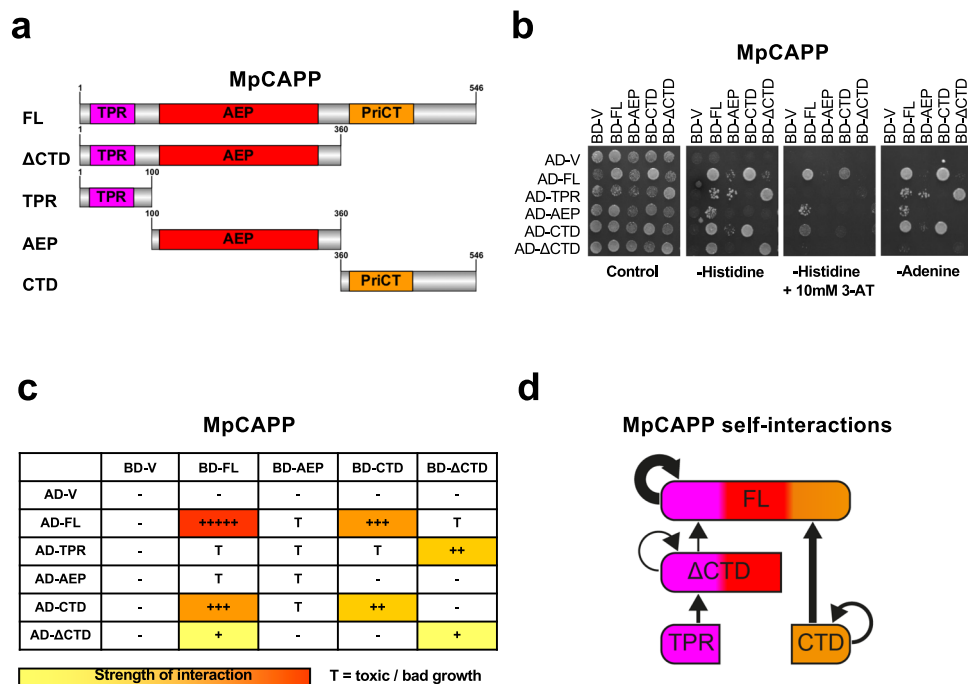 a
MpCAPP
1 546
FL TPR AEP PriCT
360
ΔCTD TPR AEP
1 100
TPR TPR
100 360
AEP AEP
360 546
CTD PriCT
b
MpCAPP
BD-V BD-FL BD-AEP BD-CTD BD-ΔCTD BD-V BD-FL BD-AEP BD-CTD BD-ΔCTD BD-V BD-FL BD-AEP BD-CTD BD-ΔCTD BD-V BD-FL BD-AEP BD-CTD BD-ΔCTD
AD-V
AD-FL
AD-TPR
AD-AEP
AD-CTD
AD-ΔCTD
Control -Histidine -Histidine -Adenine
+ 10mM 3-AT
c
MpCAPP
BD-V BD-FL BD-AEP BD-CTD BD-ΔCTD
AD-V - - - - -
AD-FL - +++++ T +++ T
AD-TPR - T T T ++
AD-AEP - T T - -
AD-CTD - +++ T ++ -
AD-ΔCTD - + - - +
Strength of interaction T = toxic / bad growth
d
MpCAPP self-interactions
FL
ΔCTD
TPR CTD